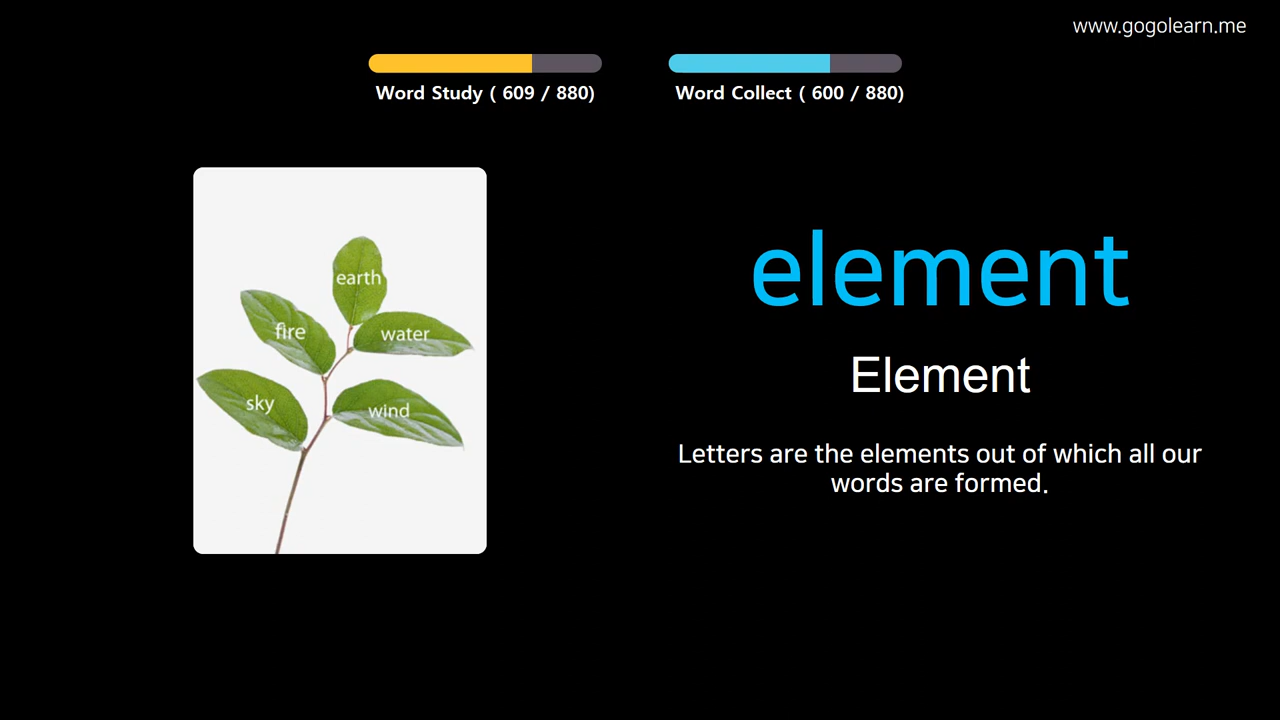 www.gogolearn.me
Word Study ( 609 / 880)
Word Collect ( 600 / 880)
earth
fire
water
sky
wind
element
Element
Letters are the elements out of which all our
words are formed.